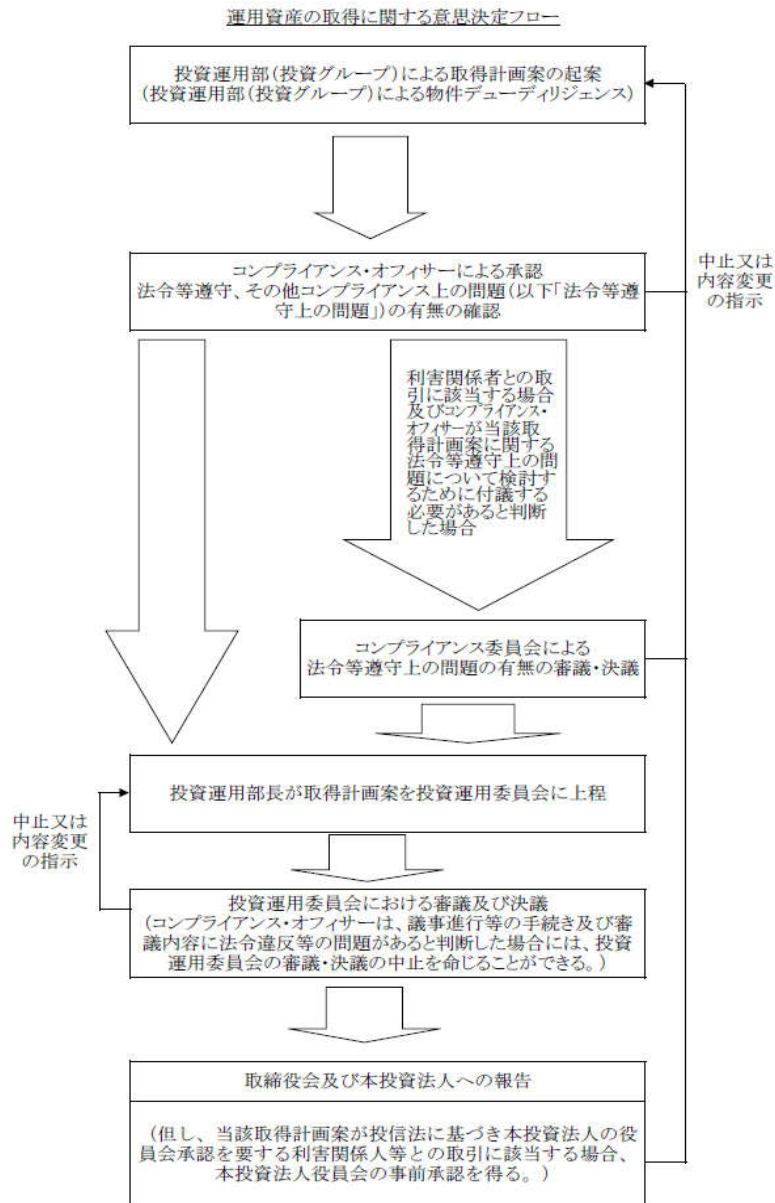 運用資産の取得に関する意思決定フロー
投資運用部(投資グループ)による取得計画案の起案
(投資運用部(投資グループ)による物件デューディリジェンス)
中止又は
内容変更
の指示
コンプライアンス・オフィサーによる承認
法令等遵守、その他コンプライアンス上の問題(以下「法令等遵
守上の問題」)の有無の確認
利害関係者との取
引に該当する場合
及びコンプライアンス・
オフィサーが当該取
得計画案に関する
法令等遵守上の問
題について検討す
るために付議する
必要があると判断
した場合
コンプライアンス委員会による
法令等遵守上の問題の有無の審議・決議
投資運用部長が取得計画案を投資運用委員会に上程
中止又は
内容変更
の指示
投資運用委員会における審議及び決議
(コンプライアンス・オフィサーは、議事進行等の手続き及び審
議内容に法令違反等の問題があると判断した場合には、投資
運用委員会の審議・決議の中止を命じることができる。)
取締役会及び本投資法人への報告
(但し、当該取得計画案が投信法に基づき本投資法人の役
員会承認を要する利害関係人等との取引に該当する場合、
本投資法人役員会の事前承認を得る。)